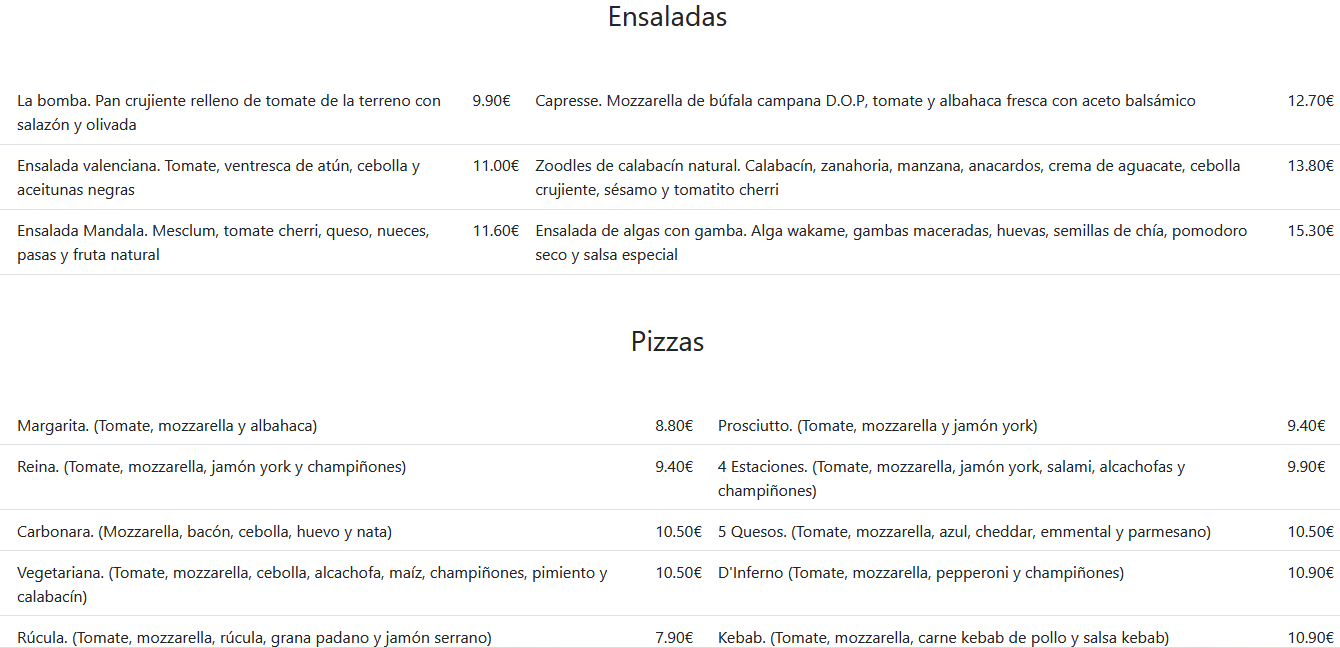 Ensaladas
La bomba. Pan crujiente relleno de tomate de la terreno con 9.90€ Capresse. Mozzarella de búfala campana D.O.P, tomate y albahaca fresca con aceto balsámico 12.70€
salazón y olivada
Ensalada valenciana. Tomate, ventresca de atún, cebolla y 11.00€ Zoodles de calabacín natural. Calabacín, zanahoria, manzana, anacardos, crema de aguacate, cebolla 13.80€
aceitunas negras crujiente, sésamo y tomatito cherri
Ensalada Mandala. Mesclum, tomate cherri, queso, nueces, 11.60€ Ensalada de algas con gamba. Alga wakame, gambas maceradas, huevas, semillas de chía, pomodoro 15.30€
pasas y fruta natural seco y salsa especial
Pizzas
Margarita. (Tomate, mozzarella y albahaca) 8.80€ Prosciutto. (Tomate, mozzarella y jamón york) 9.40€
Reina. (Tomate, mozzarella, jamón york y champiñones) 9.40€ 4 Estaciones. (Tomate, mozzarella, jamón york, salami, alcachofas y 9.90€
champiñones)
Carbonara. (Mozzarella, bacón, cebolla, huevo y nata) 10.50€ 5 Quesos. (Tomate, mozzarella, azul, cheddar, emmental y parmesano) 10.50€
Vegetariana. (Tomate, mozzarella, cebolla, alcachofa, maíz, champiñones, pimiento y 10.50€ D'Inferno (Tomate, mozzarella, pepperoni y champiñones) 10.90€
calabacín)
Rúcula. (Tomate, mozzarella, rúcula, grana padano y jamón serrano) 7.90€ Kebab. (Tomate, mozzarella, carne kebab de pollo y salsa kebab) 10.90€